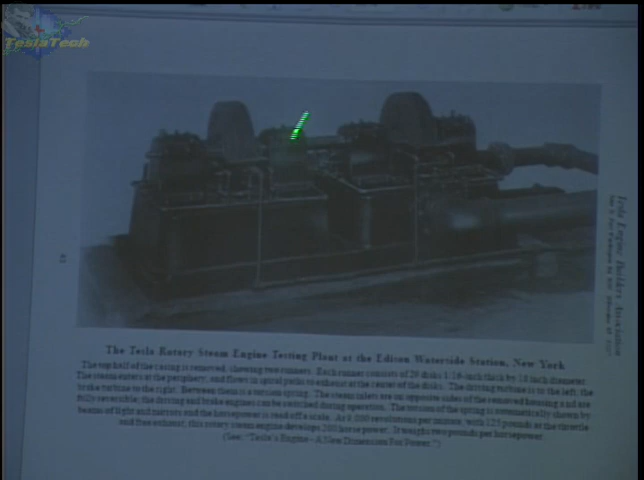 TeslaTech
The Tesla Rotary Steam Engine Testing Plant at the Edison Waterside Station, New York
The top half of the casing is removed, showing two runners. Each runner consists of 25 disks 1/16-inch thick by 18 inch diameter.
The steam enters at the periphery, and flows in spiral paths to exhaust at the center of the disks. The driving turbine is to the left; the
brake turbine to the right. Between them is a torsion spring. The steam inlets are on opposite sides of the removed housing and are
fully reversible; the driving and brake engines can be switched during operation. The torsion of the spring is automatically shown by
beams of light and mirrors and the horsepower is read off a scale. At 9,000 revolutions per minute, with 125 pounds at the throttle
and free exhaust, this rotary steam engine develops 200 horse power. It weighs two pounds per horsepower.
(See: "Tesla's Engine - A New Dimension For Power.")
Tesla Engine Builders Association